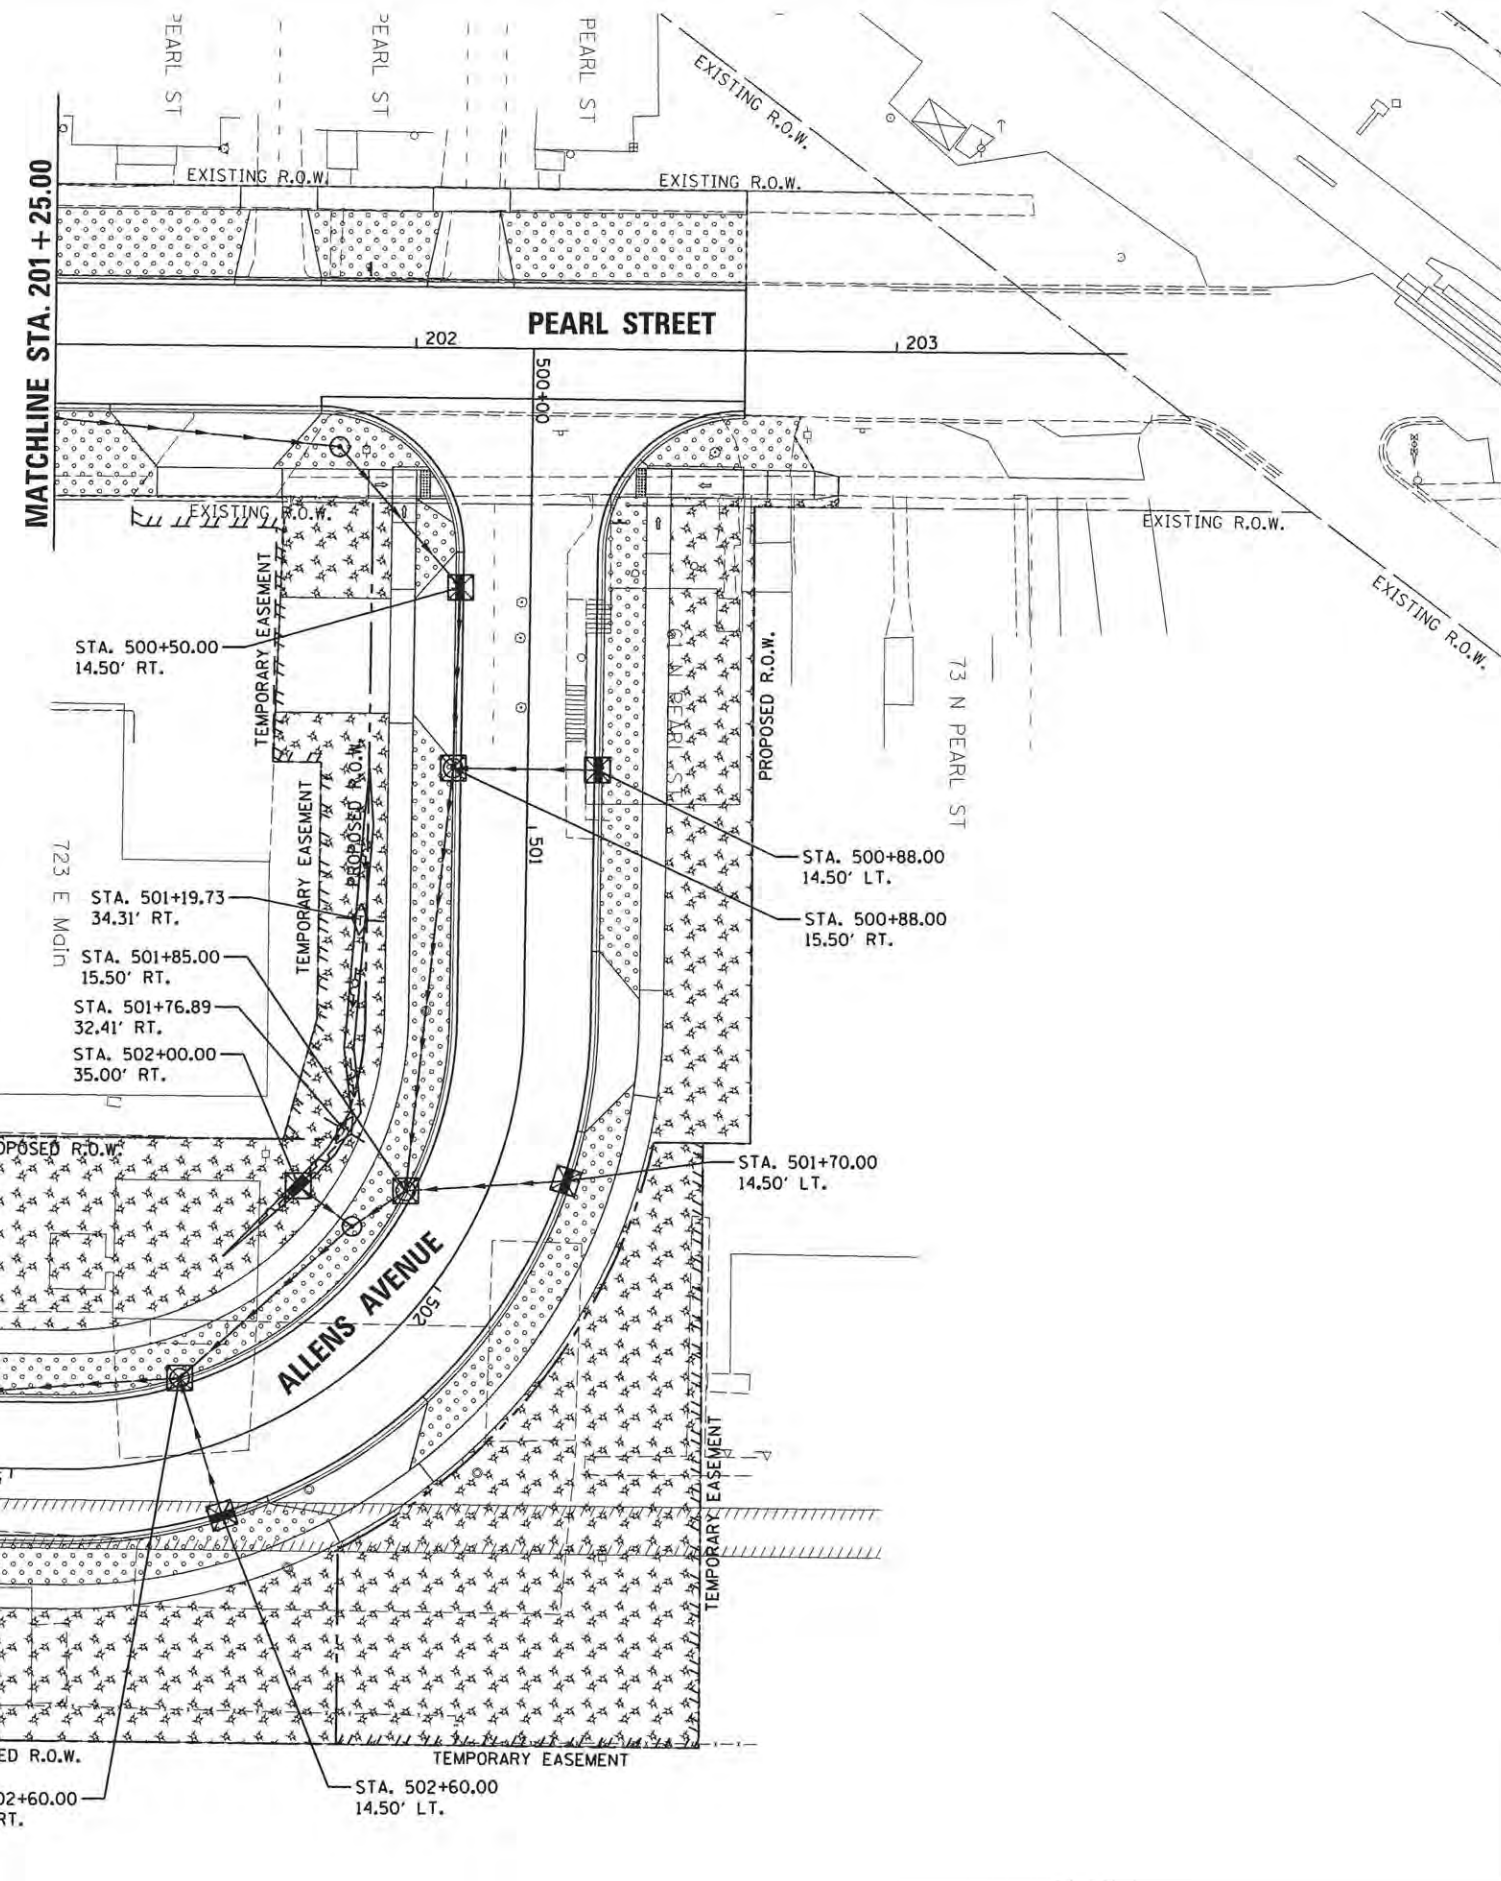 PEARL ST
PEARL ST
PEARL ST
EXISTING R.O.W.
EXISTING R.O.W.
EXISTING R.O.W.
MATCHLINE STA. 201 + 25.00
PEARL STREET
202
203
500+00
EXISTING R.O.W.
EXISTING R.O.W.
EXISTING R.O.W.
TEMPORARY EASEMENT
STA. 500+50.00
14.50' RT.
61 N PEARL ST
PROPOSED R.O.W.
73 N PEARL ST
PROPOSED R.O.W.
TEMPORARY EASEMENT
501
723 E Main
STA. 500+88.00
14.50' LT.
STA. 500+88.00
15.50' RT.
STA. 501+19.73
34.31' RT.
STA. 501+85.00
15.50' RT.
STA. 501+76.89
32.41' RT.
STA. 502+00.00
35.00' RT.
OPOSED R.O.W.
STA. 501+70.00
14.50' LT.
ALLENS AVENUE
502
TEMPORARY EASEMENT
ED R.O.W.
TEMPORARY EASEMENT
02+60.00
RT.
STA. 502+60.00
14.50' LT.